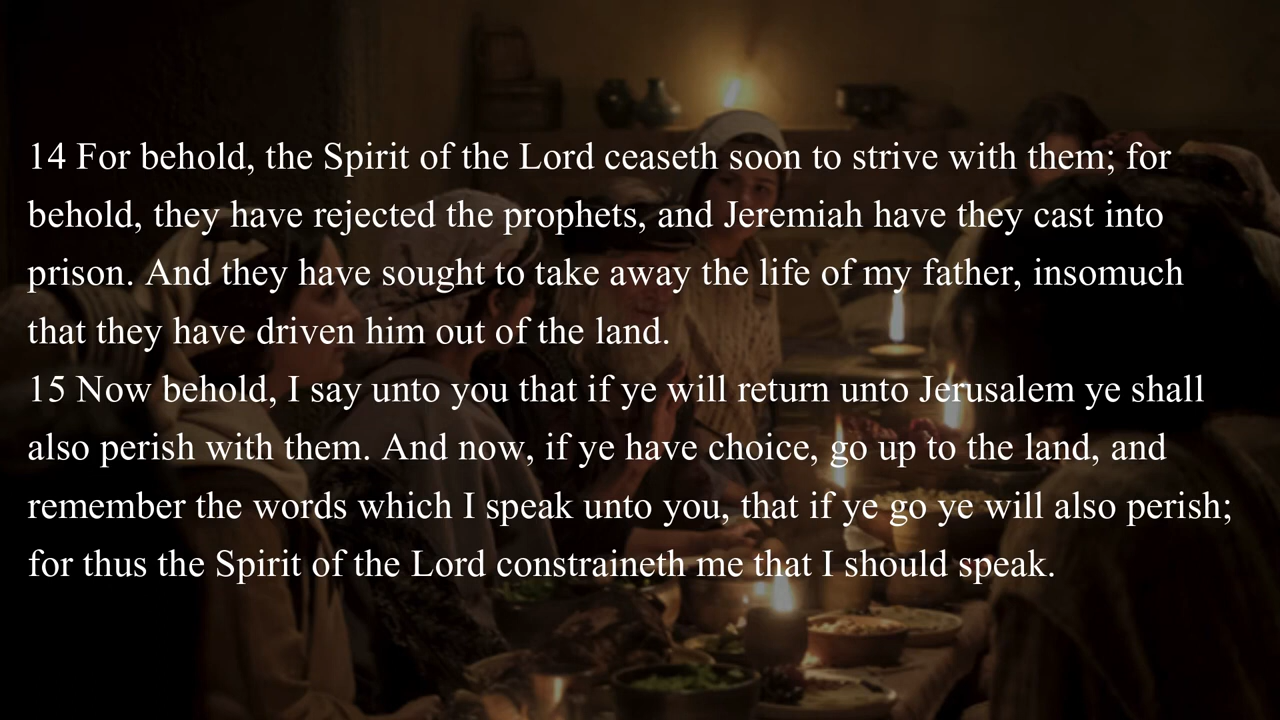 14 For behold, the Spirit of the Lord ceaseth soon to strive with them; for
behold, they have rejected the prophets, and Jeremiah have they cast into
prison. And they have sought to take away the life of my father, insomuch
that they have driven him out of the land.
15 Now behold, I say unto you that if ye will return unto Jerusalem ye shall
also perish with them. And now, if ye have choice, go up to the land, and
remember the words which I speak unto you, that if ye go ye will also perish;
for thus the Spirit of the Lord constraineth me that I should speak.